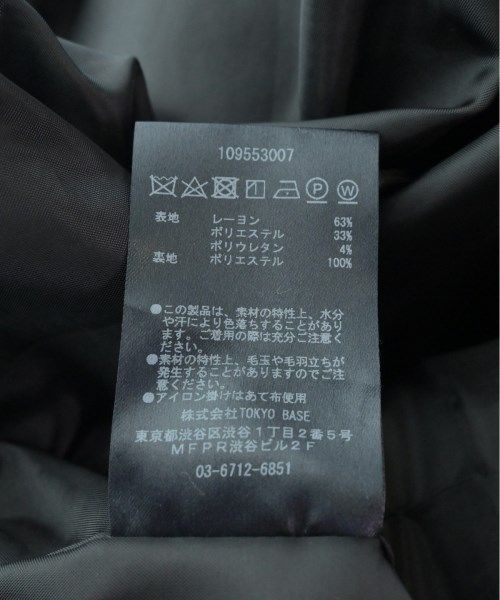 109553007
P W
表地 レーヨン 63%
ポリエステル 33%
ポリウレタン 4%
裏地 ポリエステル 100%
●この製品は、素材の特性上、水分
や汗により色落ちすることがあり
ます。ご着用の際は充分ご注意く
ださい。
●素材の特性上、毛玉や毛羽立ちが
発生することがありますのでご注
意ください。
●アイロン掛けはあて布使用
株式会社TOKYO BASE
東京都渋谷区渋谷1丁目2番5号
MFPR渋谷ビル2F
03-6712-6851